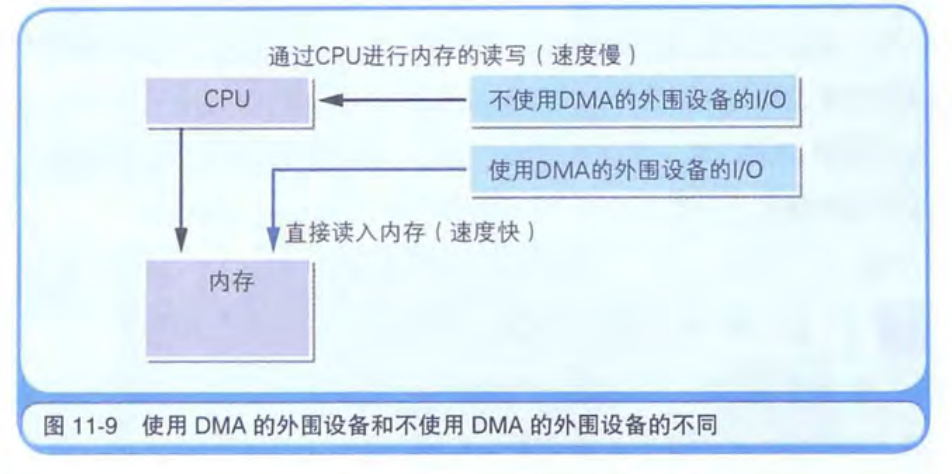 通过CPU进行内存的读写（速度慢）
CPU
不使用DMA的外围设备的I/O
使用DMA的外围设备的I/O
直接读入内存（速度快）
内存
图 11-9 使用 DMA 的外围设备和不使用 DMA 的外围设备的不同